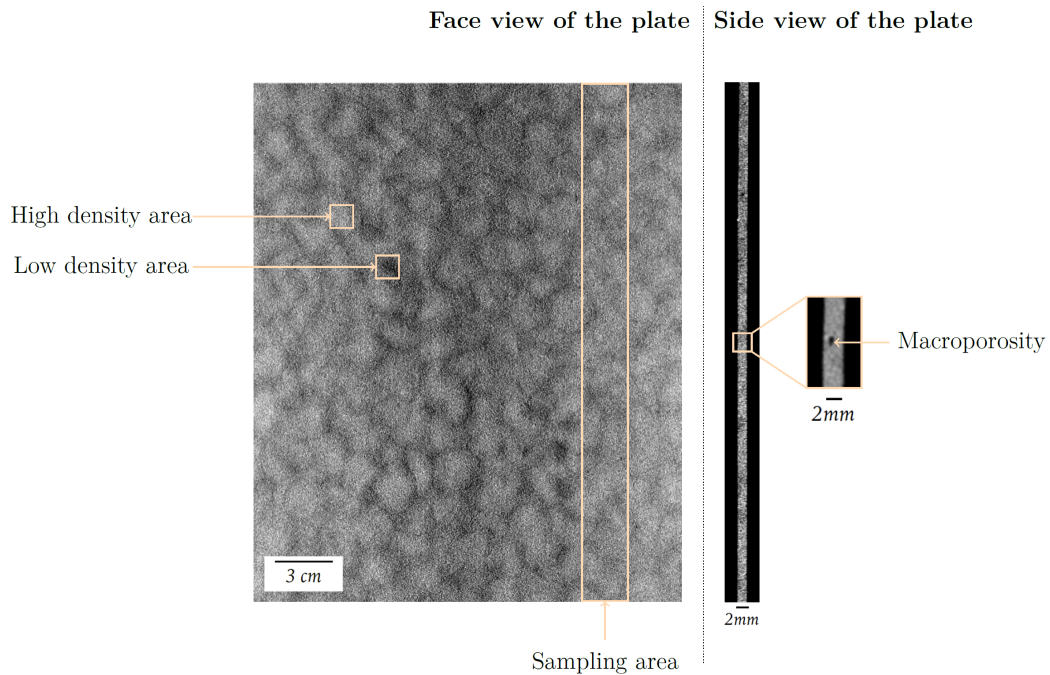 Face view of the plate
Side view of the plate
High density area
Low density area
Macroporosity
2mm
3 cm
2mm
Sampling area